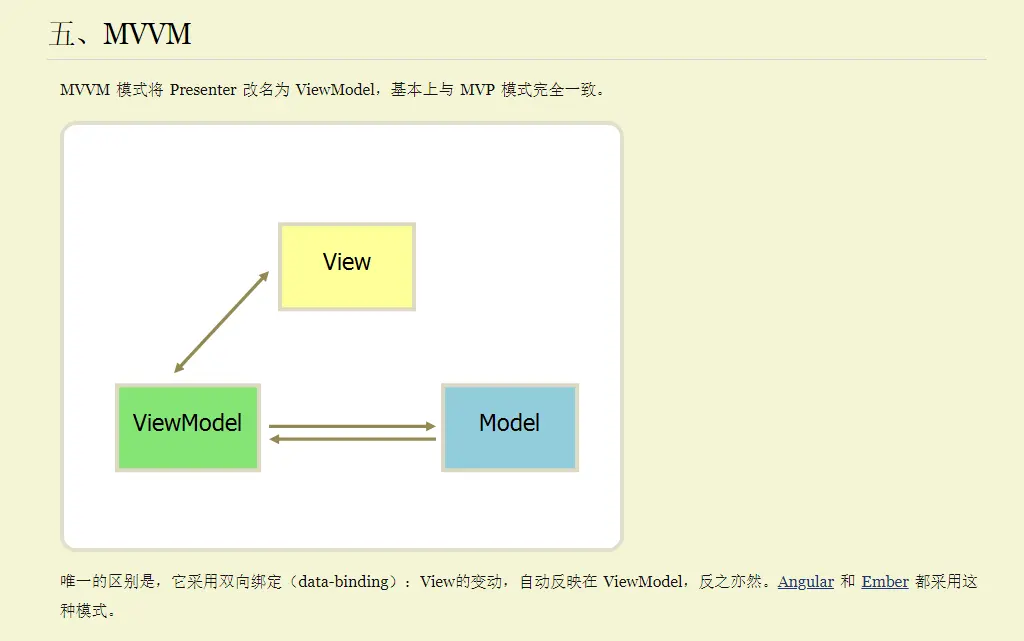 五、MVVM
MVVM 模式将 Presenter 改名为 ViewModel，基本上与 MVP 模式完全一致。
View
ViewModel
Model
唯一的区别是，它采用双向绑定（data-binding）：View的变动，自动反映在 ViewModel，反之亦然。Angular 和 Ember 都采用这
种模式。